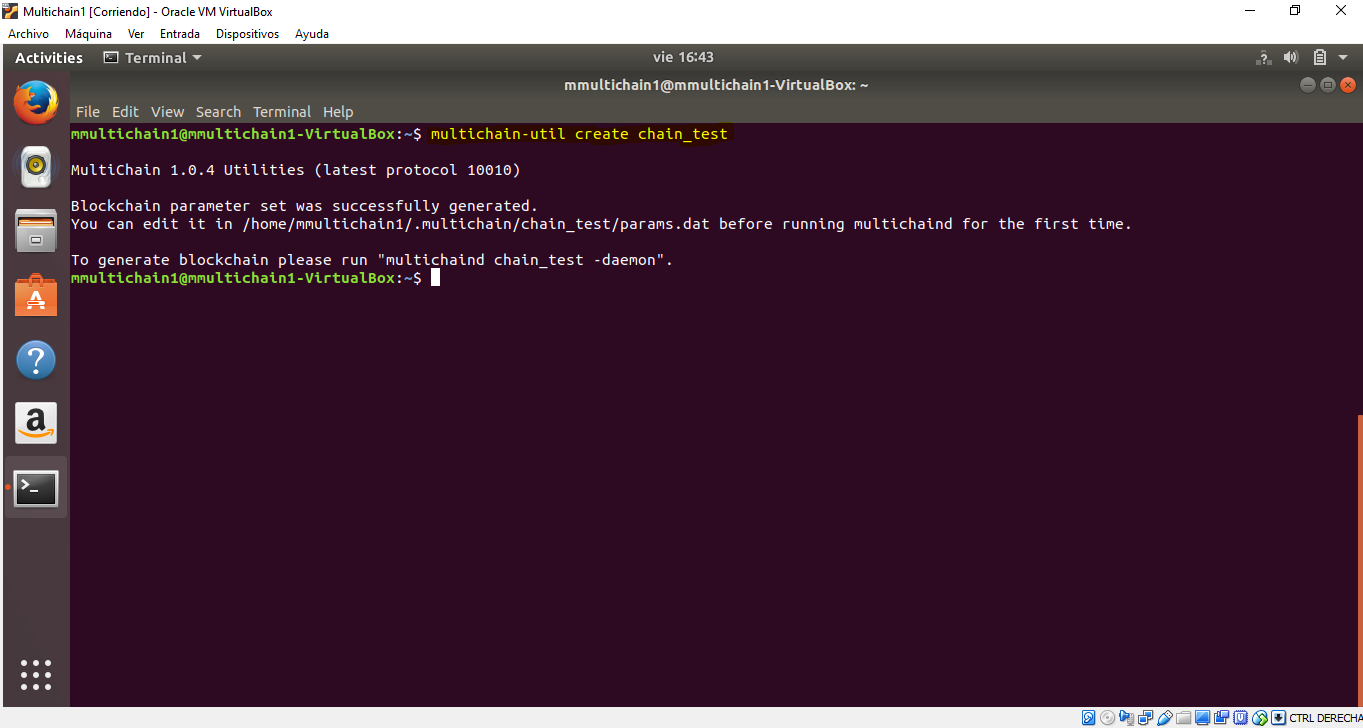 Multichain1 [Corriendo] - Oracle VM VirtualBox
Archivo Máquina Ver Entrada Dispositivos Ayuda
Activities Terminal vie 16:43
mmultichain1@mmultichain1-VirtualBox: ~
File Edit View Search Terminal Help
mmultichain1@mmultichain1-VirtualBox:~$ multichain-util create chain_test
MultiChain 1.0.4 Utilities (latest protocol 10010)
Blockchain parameter set was successfully generated.
You can edit it in /home/mmultichain1/.multichain/chain_test/params.dat before running multichaind for the first time.
To generate blockchain please run "multichaind chain_test -daemon".
mmultichain1@mmultichain1-VirtualBox:~$
CTRL DERECHA